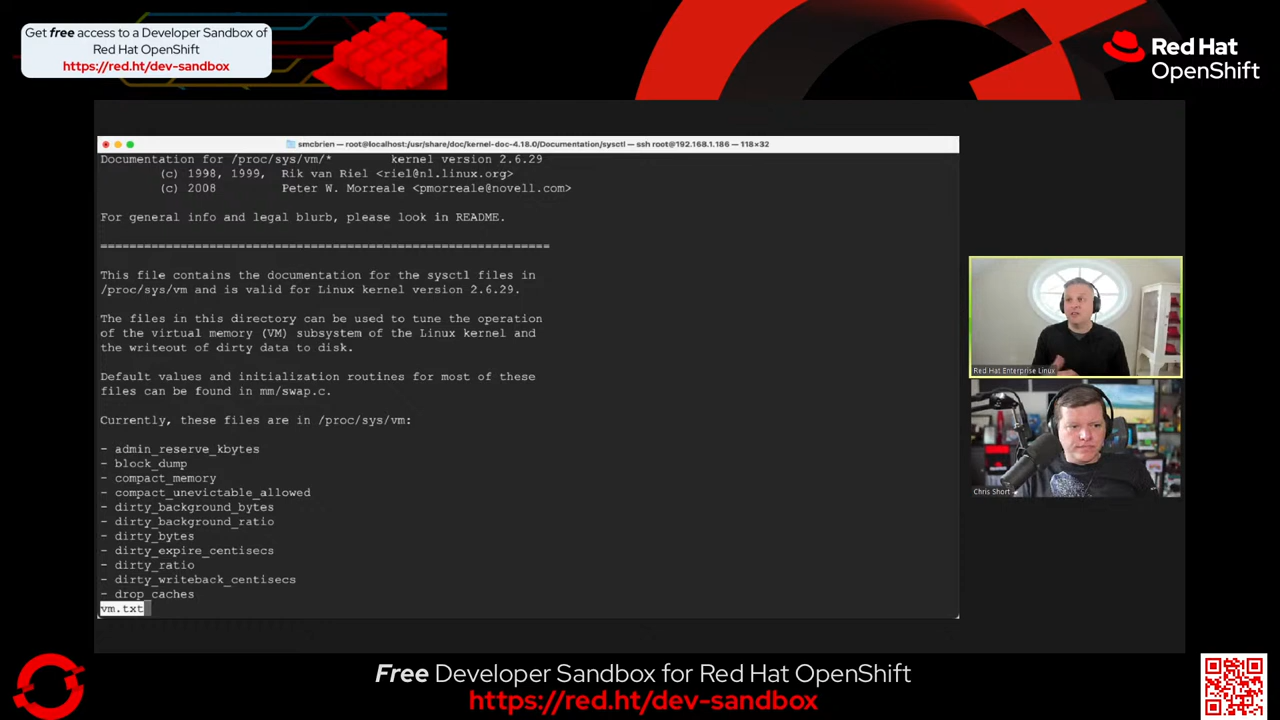 Get free access to a Developer Sandbox of
Red Hat OpenShift
https://red.ht/dev-sandbox
Red Hat
OpenShift
smcbrien — root@localhost:/usr/share/doc/kernel-doc-4.18.0/Documentation/sysctl — ssh root@192.168.1.186 — 118×32
Documentation for /proc/sys/vm/* kernel version 2.6.29
(c) 1998, 1999, Rik van Riel <riel@nl.linux.org>
(c) 2008 Peter W. Morreale <pmorreale@novell.com>
For general info and legal blurb, please look in README.
==============================================================
This file contains the documentation for the sysctl files in
/proc/sys/vm and is valid for Linux kernel version 2.6.29.
The files in this directory can be used to tune the operation
of the virtual memory (VM) subsystem of the Linux kernel and
the writeout of dirty data to disk.
Default values and initialization routines for most of these
files can be found in mm/swap.c.
Currently, these files are in /proc/sys/vm:
- admin_reserve_kbytes
- block_dump
- compact_memory
- compact_unevictable_allowed
- dirty_background_bytes
- dirty_background_ratio
- dirty_bytes
- dirty_expire_centisecs
- dirty_ratio
- dirty_writeback_centisecs
- drop_caches
vm.txt
Red Hat Enterprise Linux
Chris Short
Free Developer Sandbox for Red Hat OpenShift
https://red.ht/dev-sandbox